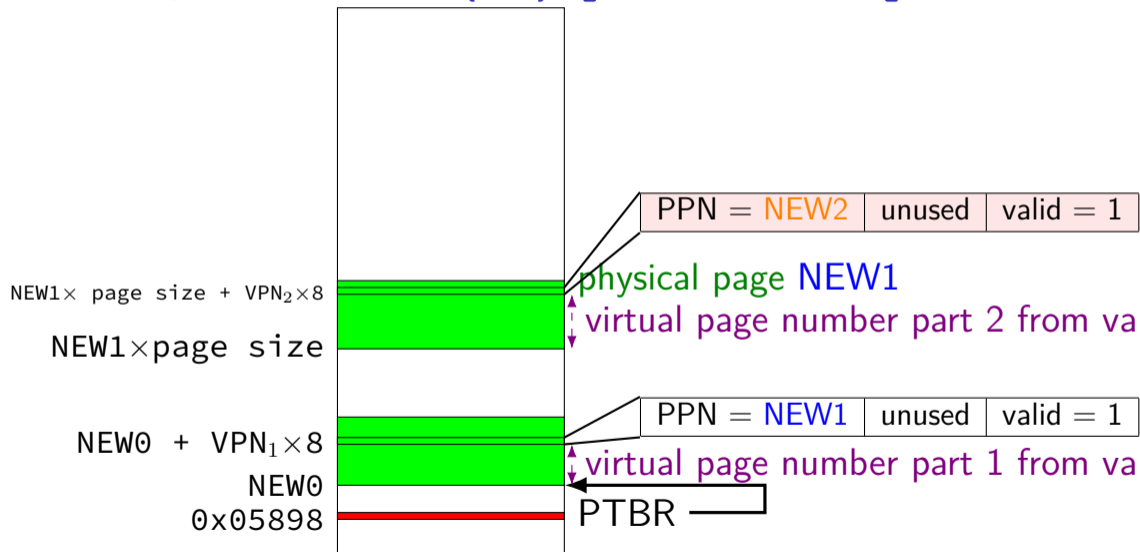 PPN = NEW2 unused valid = 1
physical page NEW1
NEW1× page size + VPN₂×8
virtual page number part 2 from va
NEW1×page size
PPN = NEW1 unused valid = 1
NEW0 + VPN₁×8
virtual page number part 1 from va
NEW0
PTBR
0x05898